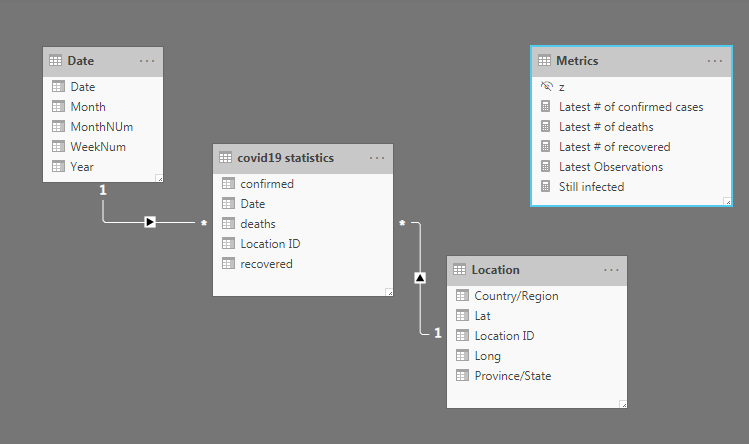 Date ...
Date
Month
MonthNUm
WeekNum
Year
1
*
covid19 statistics ...
confirmed
Date
deaths
Location ID
recovered
*
1
Metrics ...
z
Latest # of confirmed cases
Latest # of deaths
Latest # of recovered
Latest Observations
Still infected
Location ...
Country/Region
Lat
Location ID
Long
Province/State